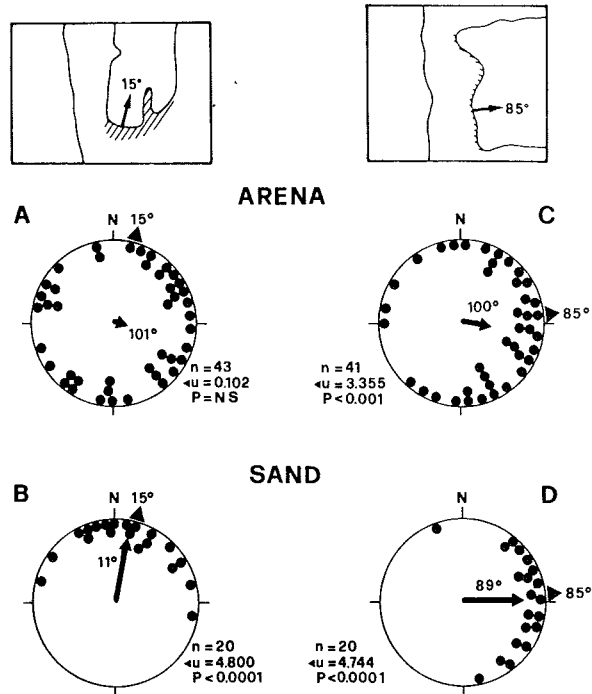 15°
85°
ARENA
A
N
15°
101°
n = 43
◄u = 0.102
P = NS
C
N
100°
85°
n = 41
◄u = 3.355
P < 0.001
SAND
B
N
15°
11°
n = 20
◄u = 4.800
P < 0.0001
D
N
89°
85°
n = 20
◄u = 4.744
P < 0.0001